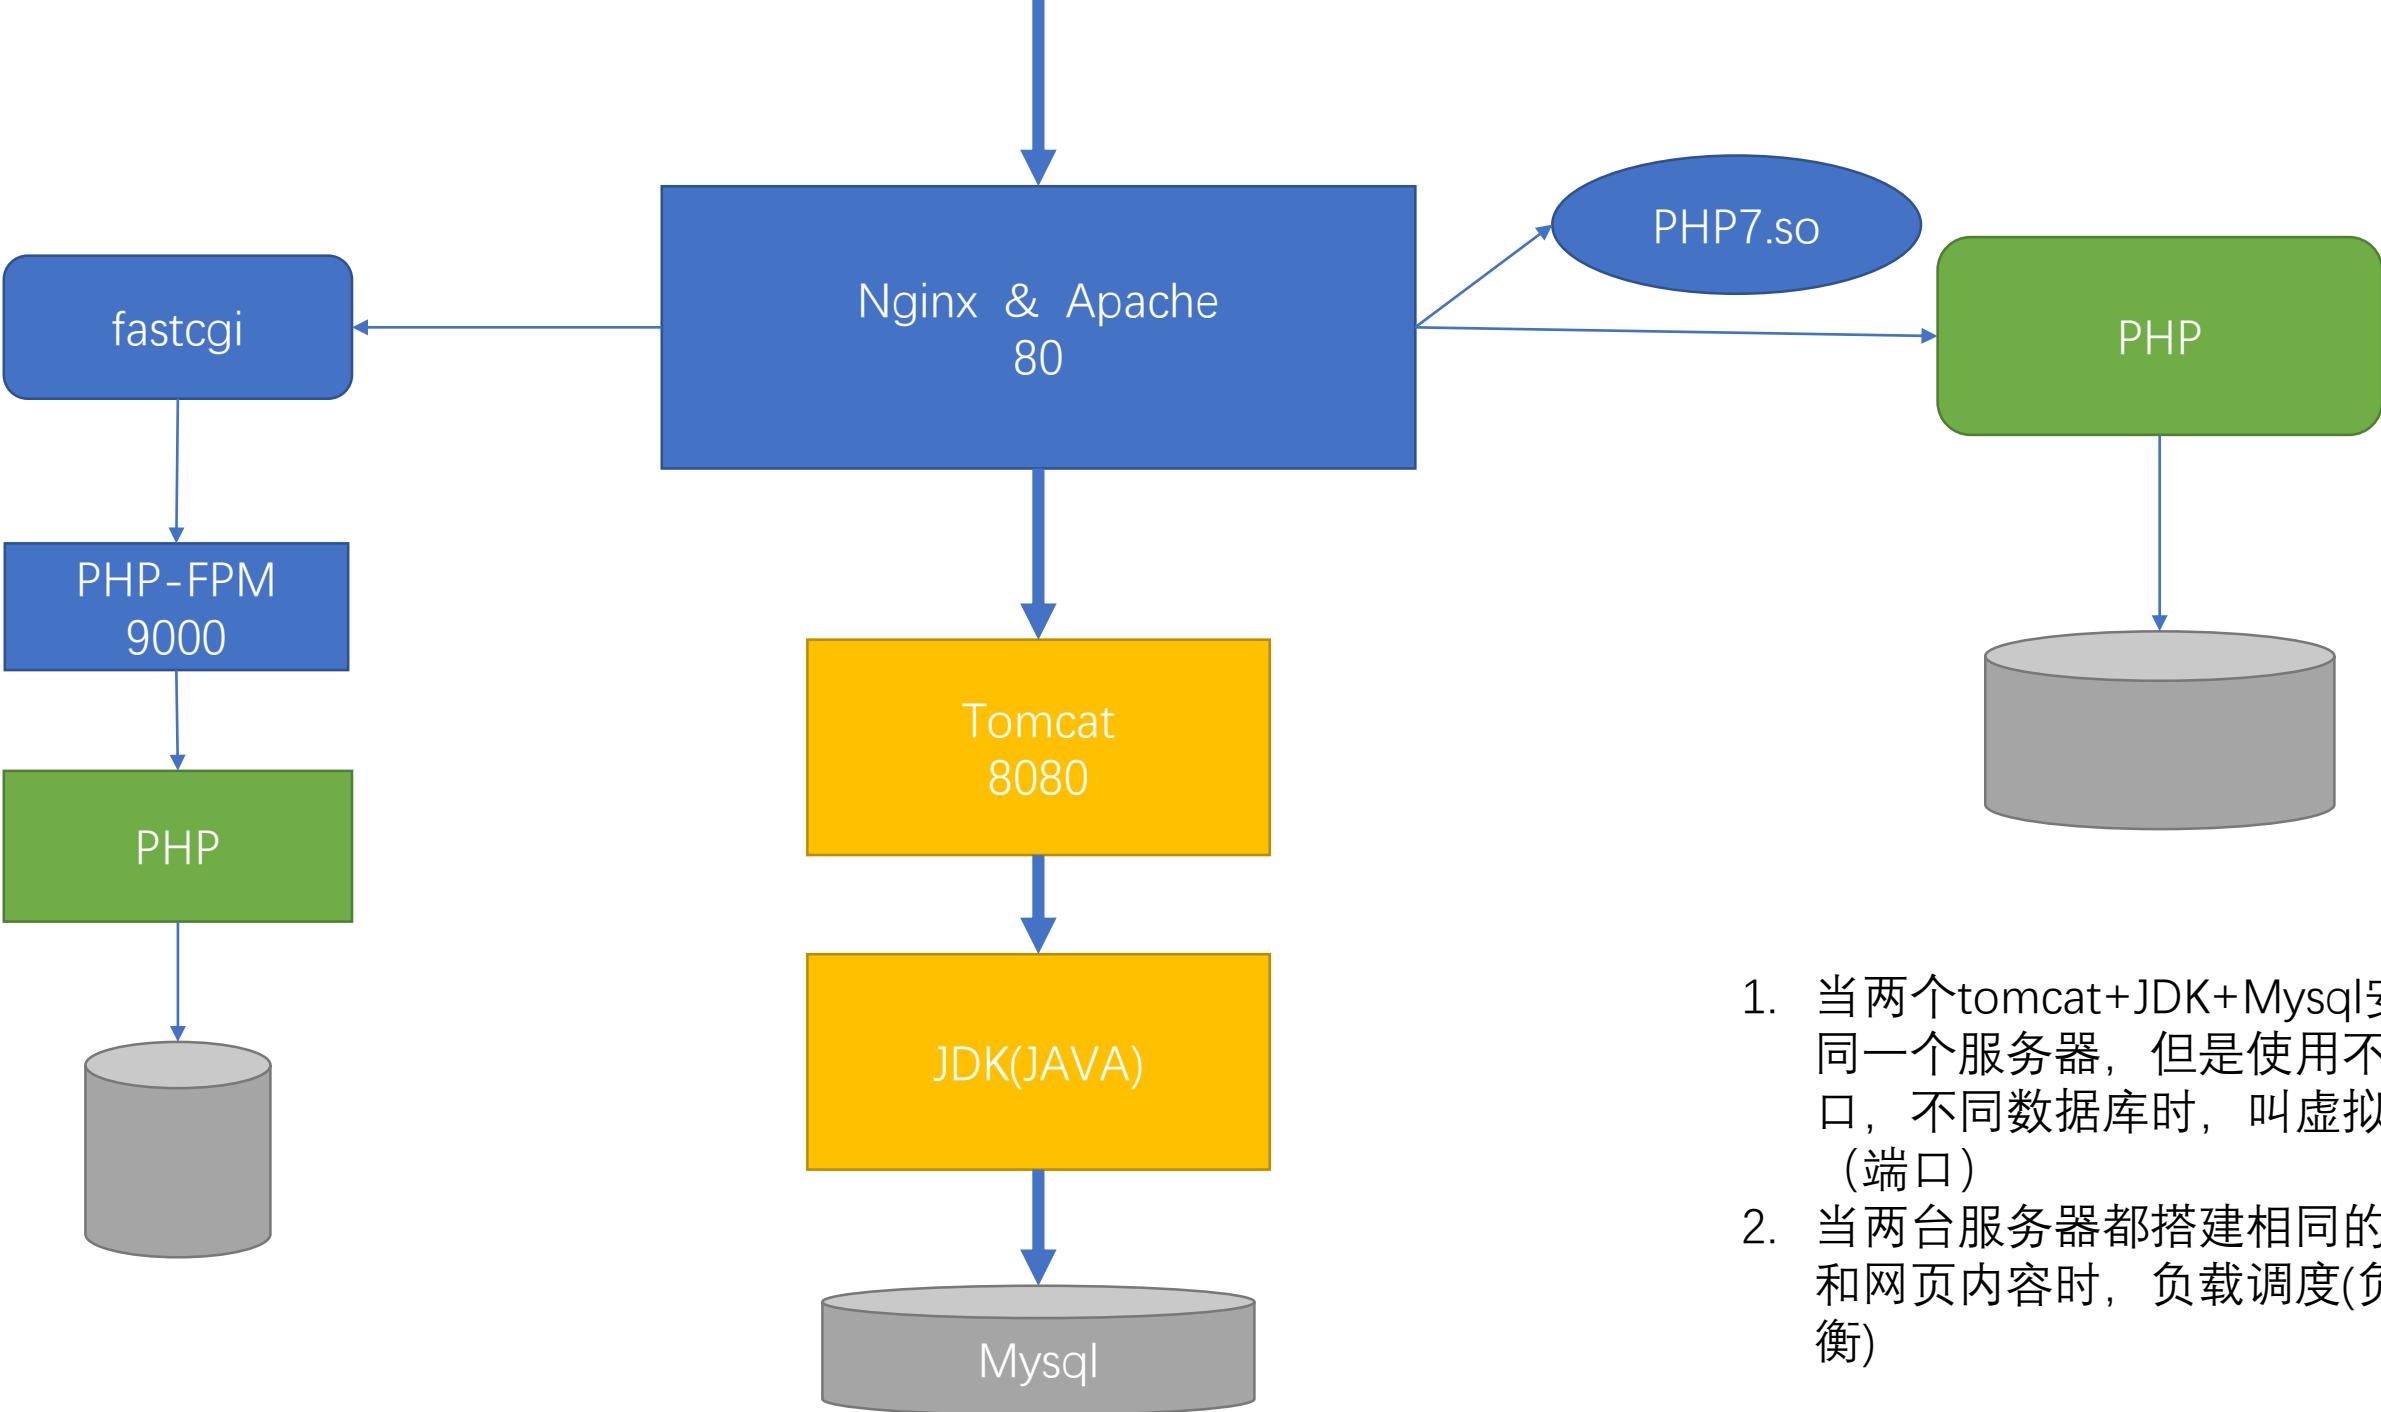 PHP7.so
Nginx & Apache
80
fastcgi
PHP
PHP-FPM
9000
Tomcat
8080
PHP
JDK(JAVA)
Mysql
1. 当两个tomcat+JDK+Mysql
同一个服务器，但是使用不
口，不同数据库时，叫虚拟
（端口）
2. 当两台服务器都搭建相同的
和网页内容时，负载调度(负
衡)